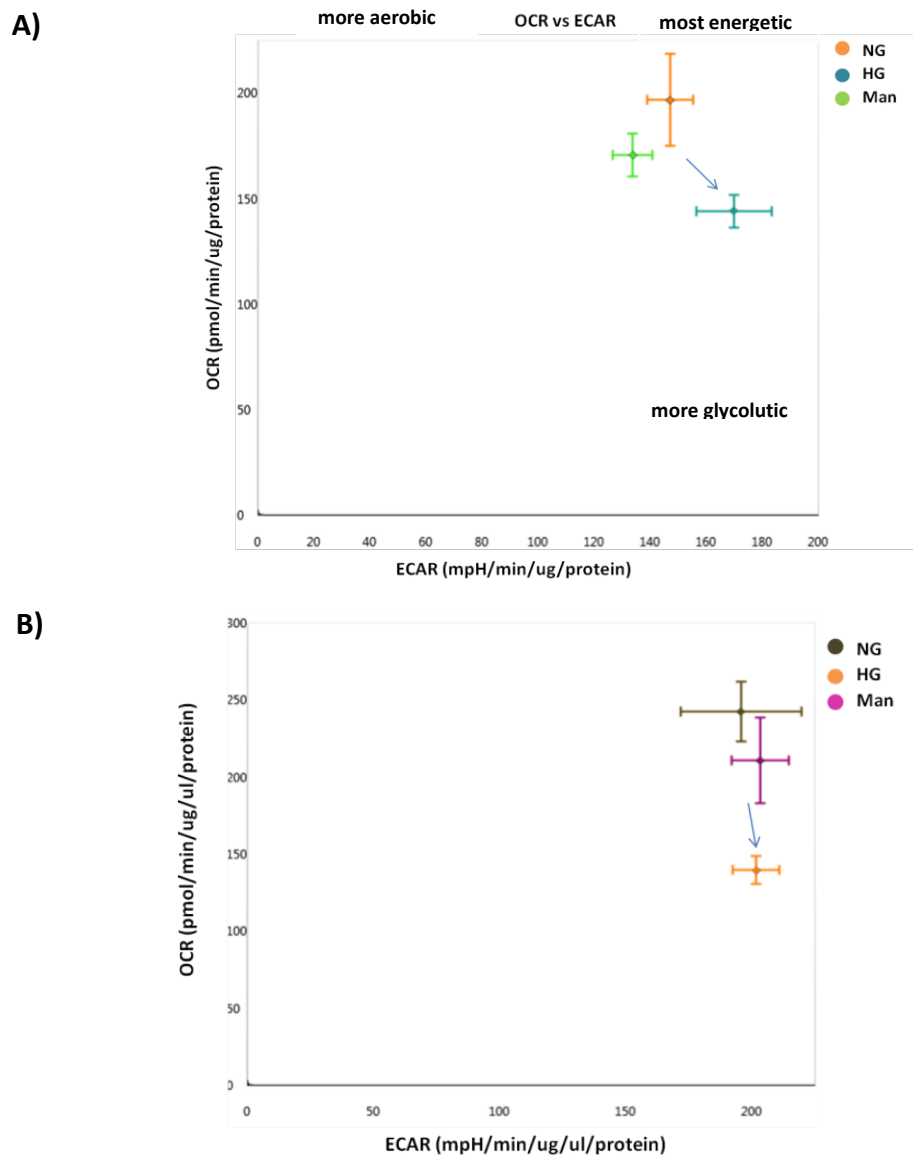 A)
more aerobic
OCR vs ECAR
most energetic
NG
HG
Man
200
150
100
50
0
OCR (pmol/min/ug/protein)
more glycolutic
0 20 40 60 80 100 120 140 160 180 200
ECAR (mpH/min/ug/protein)
B)
NG
HG
Man
300
250
200
150
100
50
0
OCR (pmol/min/ug/ul/protein)
0 50 100 150 200
ECAR (mpH/min/ug/ul/protein)